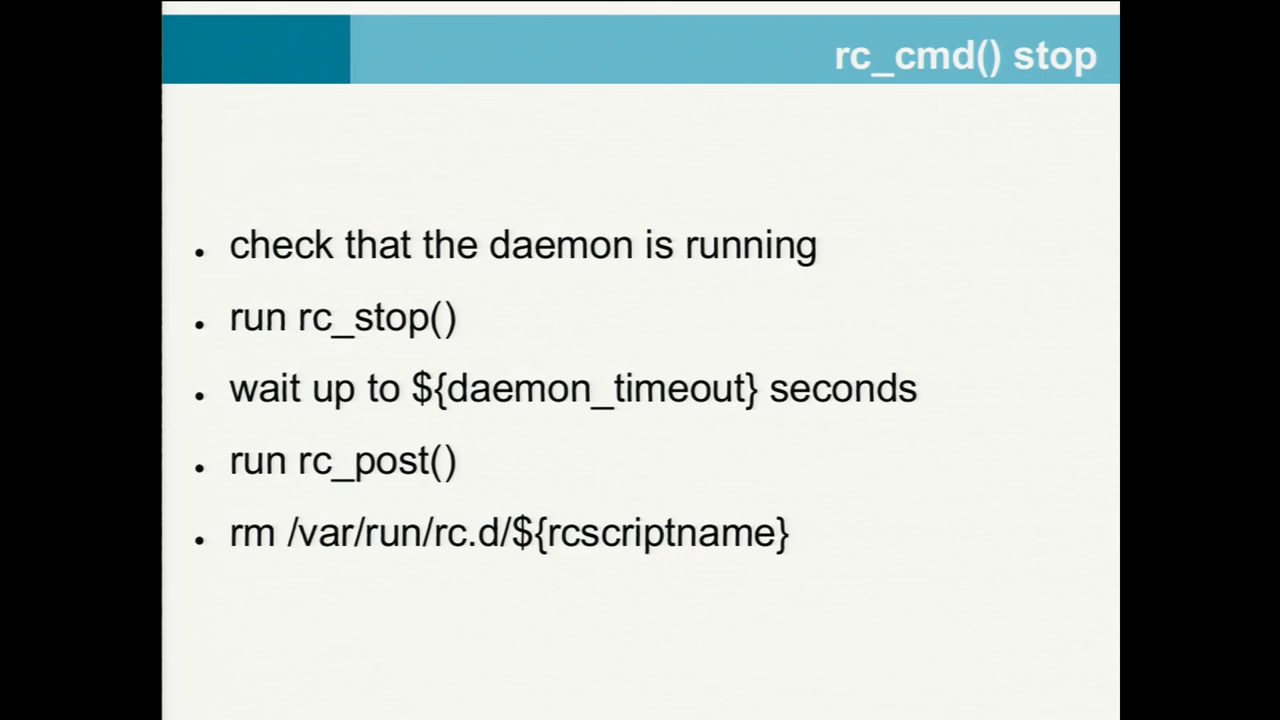 rc_cmd() stop
• check that the daemon is running
• run rc_stop()
• wait up to ${daemon_timeout} seconds
• run rc_post()
• rm /var/run/rc.d/${rcscriptname}